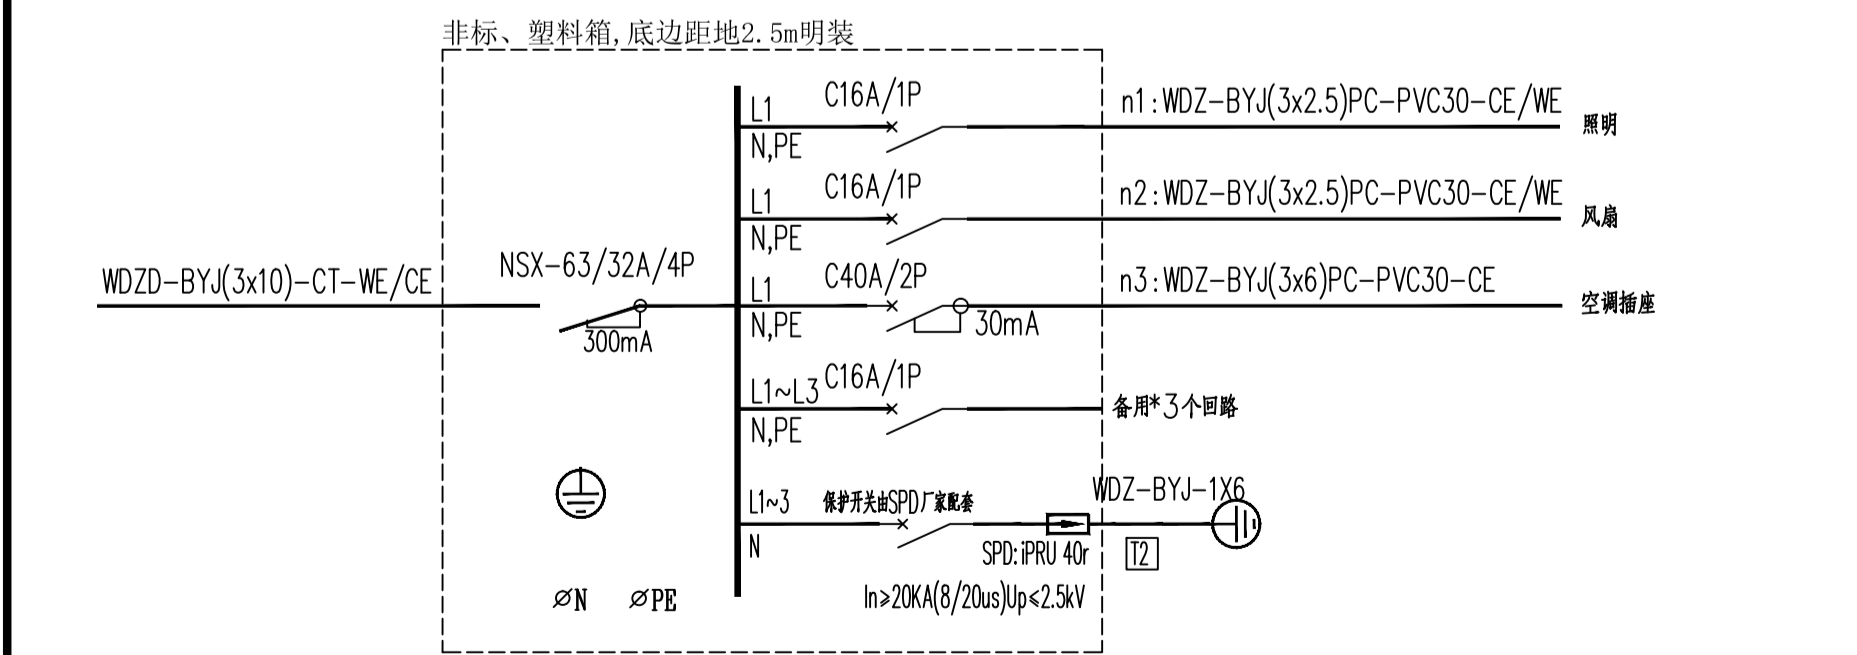 非标、塑料箱,底边距地2.5m明装
L1
C16A/1P
n1:WDZ-BYJ(3x2.5)PC-PVC30-CE/WE
照明
N,PE
L1
C16A/1P
n2:WDZ-BYJ(3x2.5)PC-PVC30-CE/WE
风扇
N,PE
WDZD-BYJ(3x10)-CT-WE/CE
NSX-63/32A/4P
300mA
L1
C40A/2P
n3:WDZ-BYJ(3x6)PC-PVC30-CE
空调插座
N,PE
30mA
L1~L3
C16A/1P
备用*3个回路
N,PE
L1~3
保护开关由SPD厂家配套
WDZ-BYJ-1X6
N
SPD:iPRU 40r
T2
In≥20KA(8/20us)Up≤2.5kV
⌀N
⌀PE